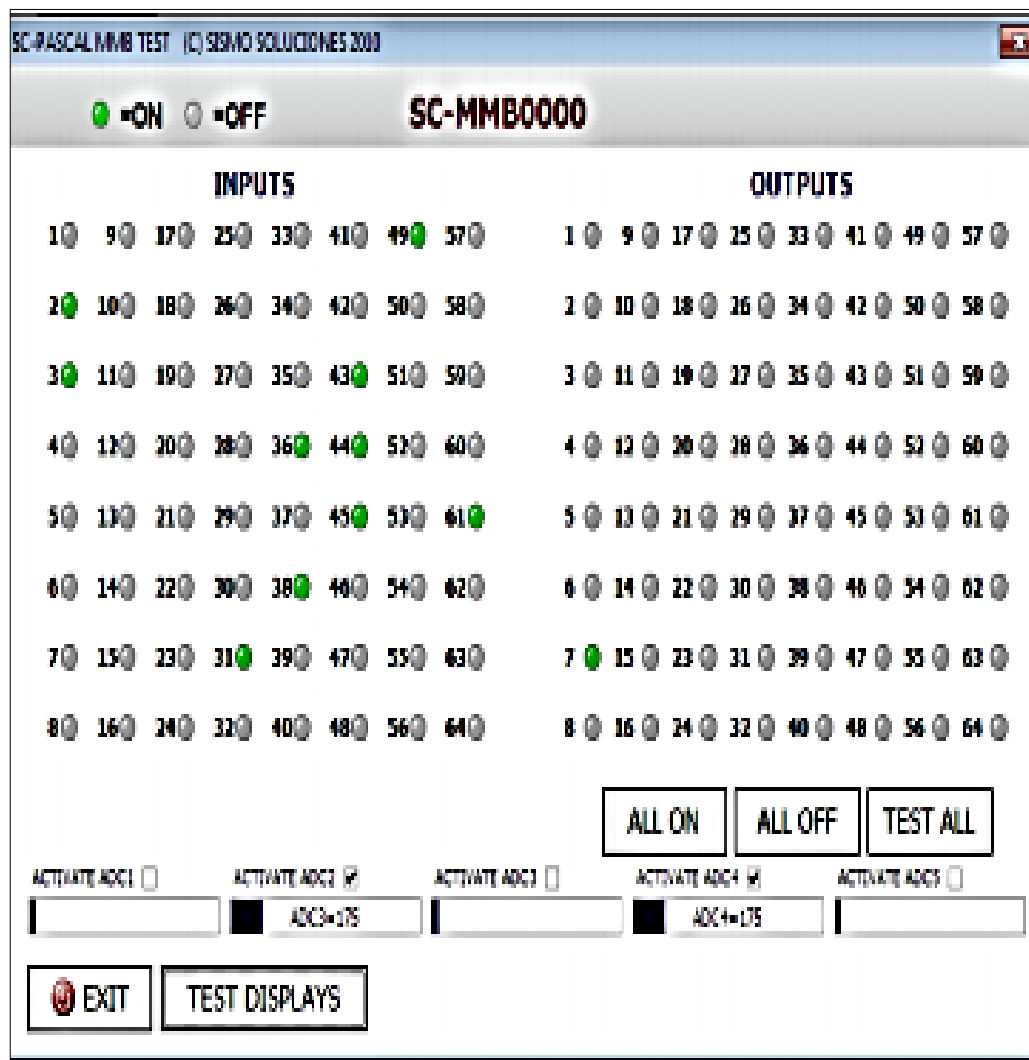 SC-PASCAL MMB TEST (C) SISMO SOLUCIONES 2010
=ON =OFF SC-MMB0000
INPUTS OUTPUTS
1 9 17 25 33 41 49 57 1 9 17 25 33 41 49 57
2 10 18 26 34 42 50 58 2 10 18 26 34 42 50 58
3 11 19 27 35 43 51 59 3 11 19 27 35 43 51 59
4 12 20 28 36 44 52 60 4 12 20 28 36 44 52 60
5 13 21 29 37 45 53 61 5 13 21 29 37 45 53 61
6 14 22 30 38 46 54 62 6 14 22 30 38 46 54 62
7 15 23 31 39 47 55 63 7 15 23 31 39 47 55 63
8 16 24 32 40 48 56 64 8 16 24 32 40 48 56 64
ALL ON ALL OFF TEST ALL
ACTIVATE ADC1 ACTIVATE ADC2 ACTIVATE ADC3 ACTIVATE ADC4 ACTIVATE ADC5
ADC4=175
EXIT TEST DISPLAYS